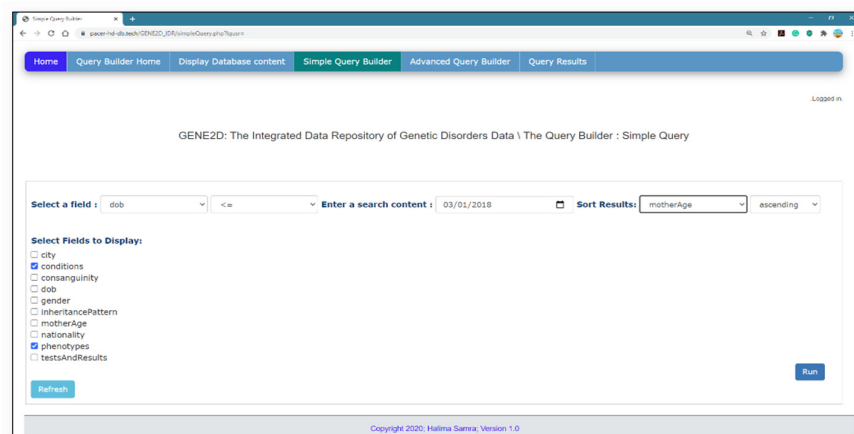 Simple Query Builder
pacer-hd-db.tech/GENE2D_IDR/simpleQuery.php?lquer=
Home Query Builder Home Display Database content Simple Query Builder Advanced Query Builder Query Results
Logged in.
GENE2D: The Integrated Data Repository of Genetic Disorders Data \ The Query Builder : Simple Query
Select a field : dob <= Enter a search content : 03/01/2018 Sort Results: motherAge ascending
Select Fields to Display:
city
conditions
consanguinity
dob
gender
inheritancePattern
motherAge
nationality
phenotypes
testsAndResults
Run
Refresh
Copyright 2020; Halima Samra; Version 1.0